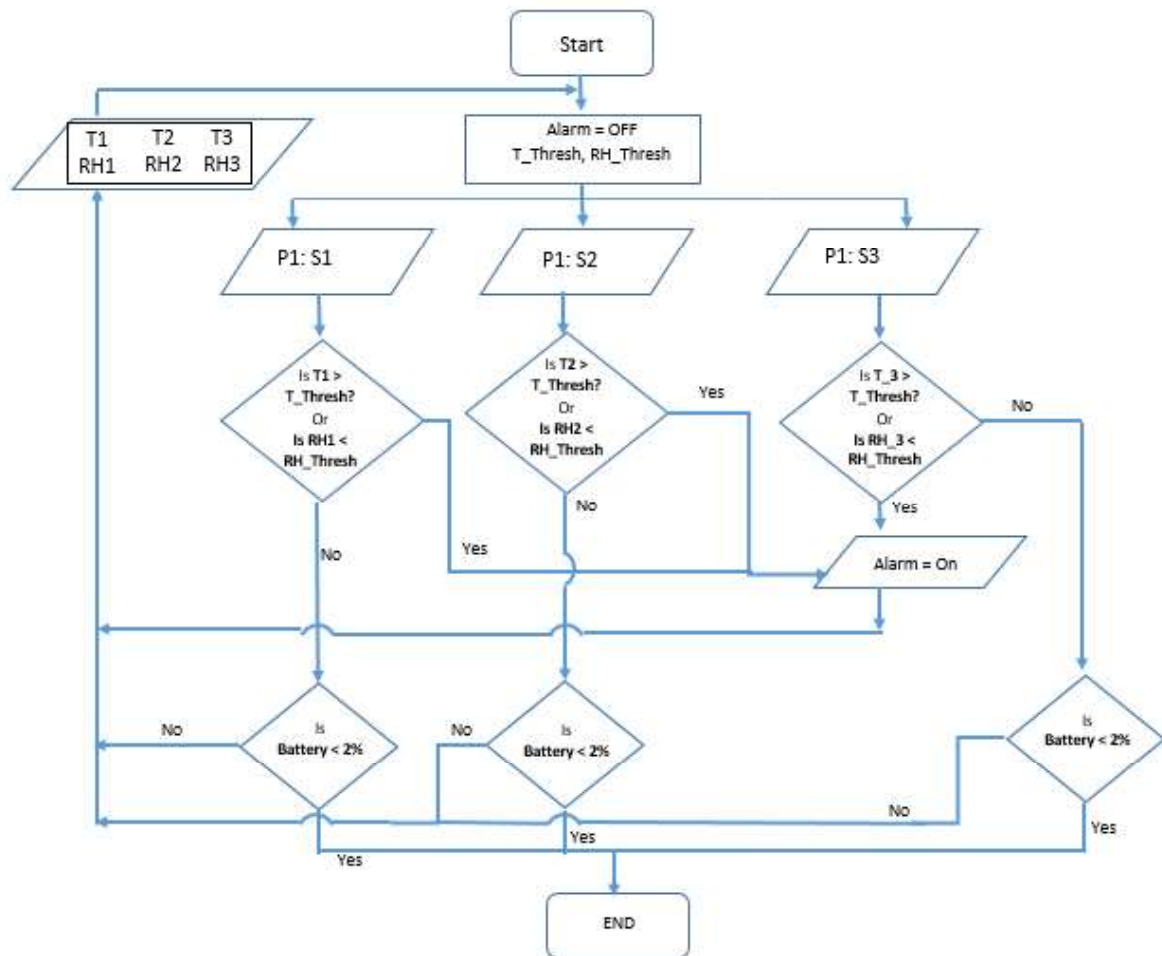 Start
Alarm = OFF
T_Thresh, RH_Thresh
T1 T2 T3
RH1 RH2 RH3
P1: S1
P1: S2
P1: S3
Is T1 >
T_Thresh?
Or
Is RH1 <
RH_Thresh
Is T2 >
T_Thresh?
Or
Is RH2 <
RH_Thresh
Yes
Is T_3 >
T_Thresh?
Or
Is RH_3 <
RH_Thresh
No
No
Yes
No
Yes
Alarm = On
Is
Battery < 2%
No
Is
Battery < 2%
No
Is
Battery < 2%
No
Yes
Yes
Yes
END